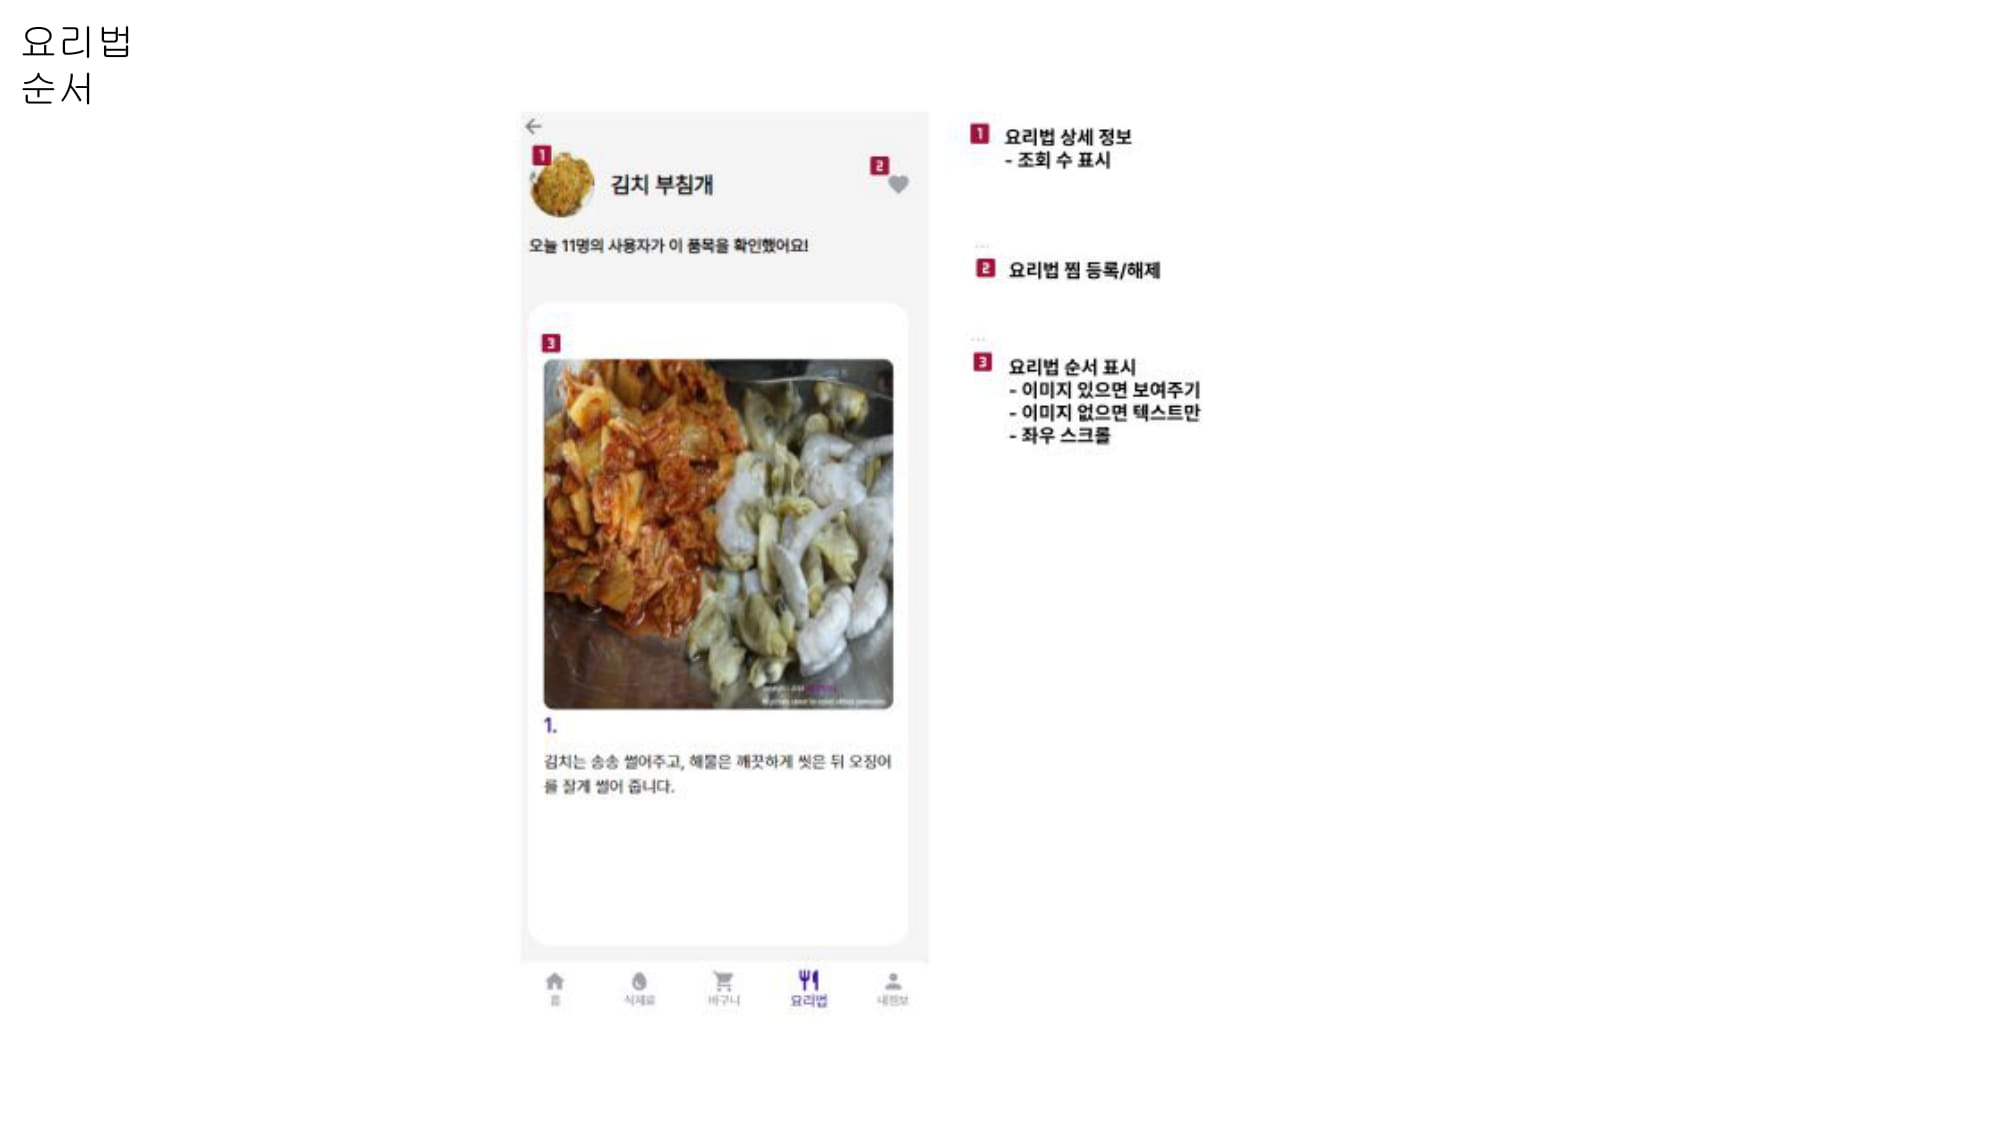 요리법
순서
1
김치 부침개
2
오늘 11명의 사용자가 이 품목을 확인했어요!
3
1.
김치는 송송 썰어주고, 해물은 깨끗하게 씻은 뒤 오징어
를 잘게 썰어 줍니다.
홈
식재료
바구니
요리법
내정보
1 요리법 상세 정보
- 조회 수 표시
...
2 요리법 찜 등록/해제
...
3 요리법 순서 표시
- 이미지 있으면 보여주기
- 이미지 없으면 텍스트만
- 좌우 스크롤